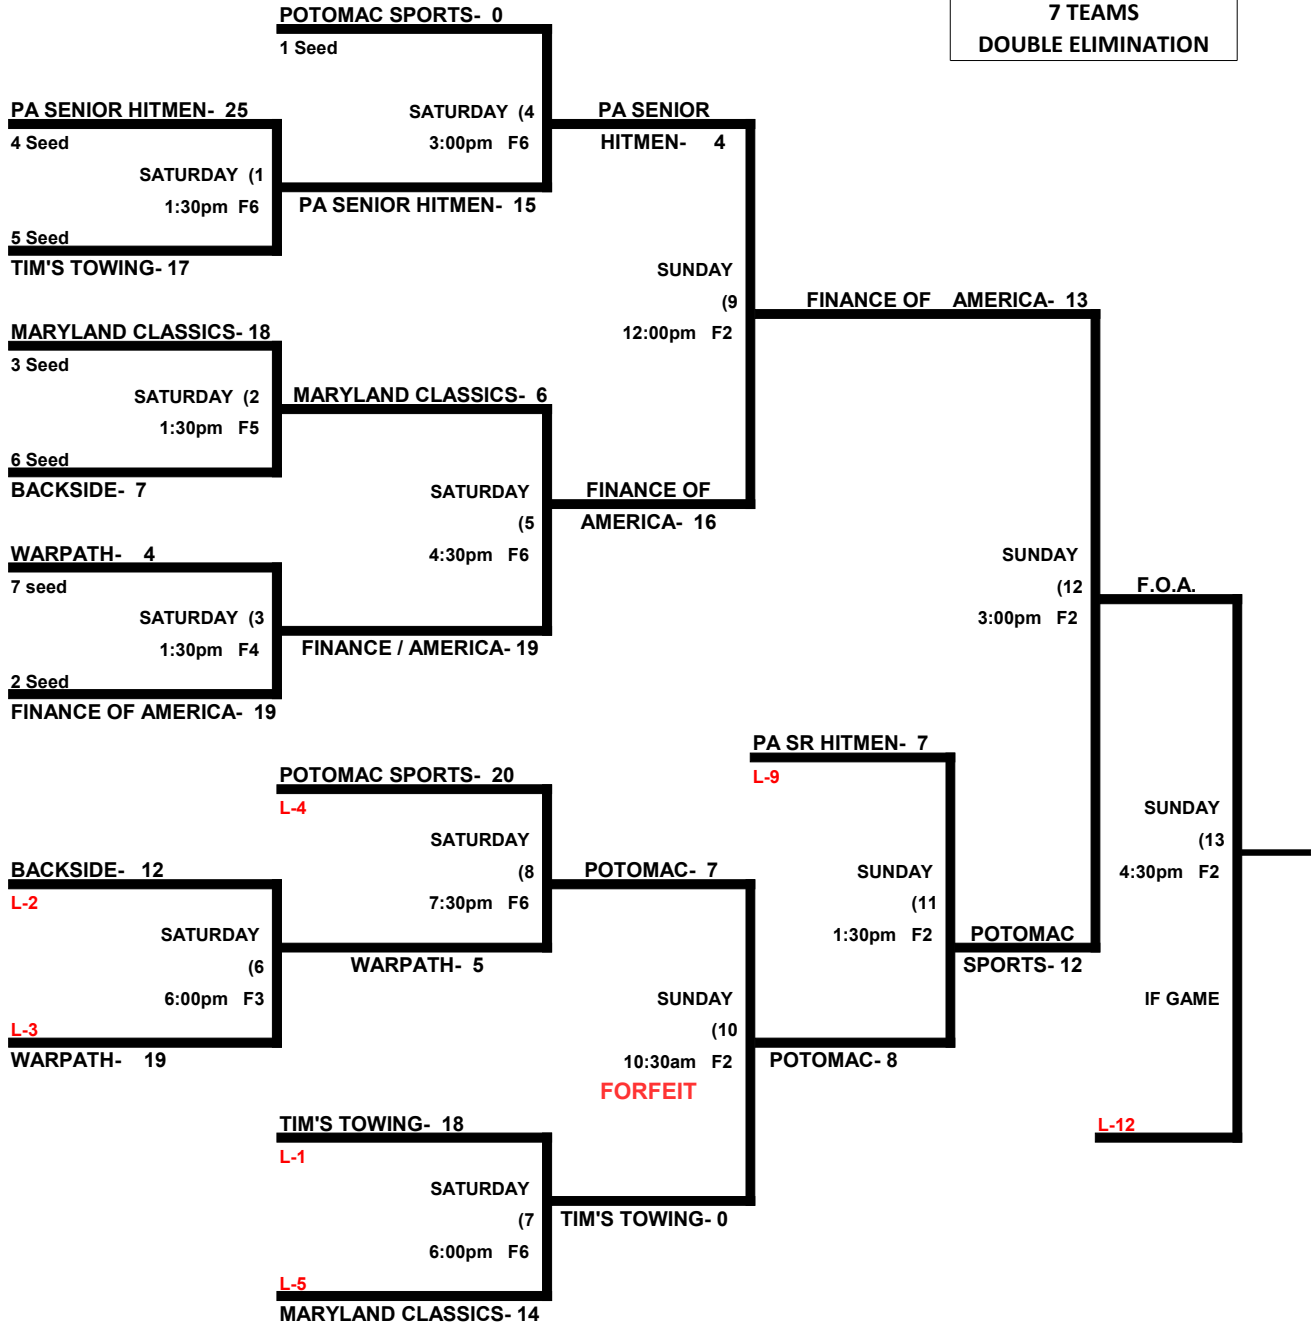 7 TEAMS
DOUBLE ELIMINATION
POTOMAC SPORTS- 0
1 Seed
PA SENIOR HITMEN- 25
4 Seed
SATURDAY (4
3:00pm F6
PA SENIOR
HITMEN- 4
SATURDAY (1
1:30pm F6
PA SENIOR HITMEN- 15
5 Seed
TIM'S TOWING- 17
SUNDAY
(9
12:00pm F2
FINANCE OF AMERICA- 13
MARYLAND CLASSICS- 18
3 Seed
SATURDAY (2
1:30pm F5
MARYLAND CLASSICS- 6
6 Seed
BACKSIDE- 7
SATURDAY
(5
4:30pm F6
FINANCE OF
AMERICA- 16
WARPATH- 4
7 seed
SATURDAY (3
1:30pm F4
FINANCE / AMERICA- 19
2 Seed
FINANCE OF AMERICA- 19
SUNDAY
(12
3:00pm F2
F.O.A.
PA SR HITMEN- 7
L-9
POTOMAC SPORTS- 20
L-4
SATURDAY
(8
7:30pm F6
POTOMAC- 7
BACKSIDE- 12
L-2
SATURDAY
(6
6:00pm F3
WARPATH- 5
L-3
WARPATH- 19
SUNDAY
(11
1:30pm F2
POTOMAC
SPORTS- 12
SUNDAY
(13
4:30pm F2
IF GAME
SUNDAY
(10
10:30am F2
FORFEIT
POTOMAC- 8
TIM'S TOWING- 18
L-1
SATURDAY
(7
6:00pm F6
TIM'S TOWING- 0
L-5
MARYLAND CLASSICS- 14
L-12